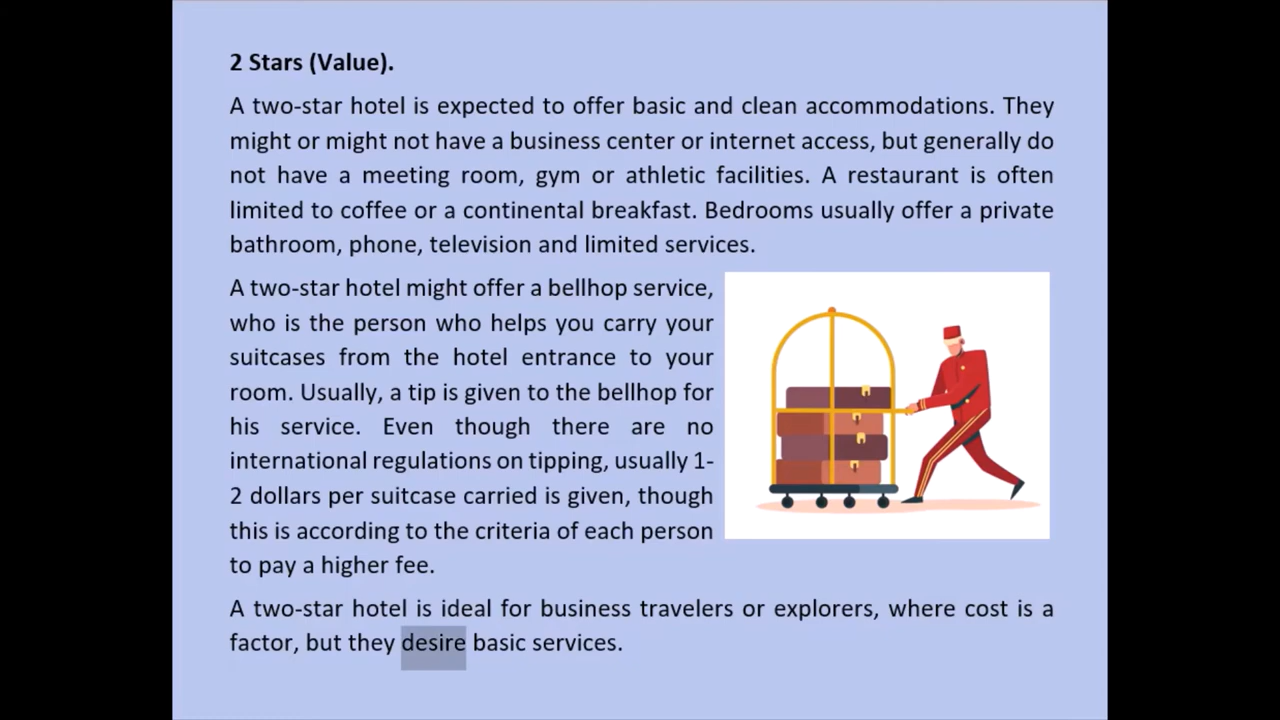 2 Stars (Value).
A two-star hotel is expected to offer basic and clean accommodations. They
might or might not have a business center or internet access, but generally do
not have a meeting room, gym or athletic facilities. A restaurant is often
limited to coffee or a continental breakfast. Bedrooms usually offer a private
bathroom, phone, television and limited services.
A two-star hotel might offer a bellhop service,
who is the person who helps you carry your
suitcases from the hotel entrance to your
room. Usually, a tip is given to the bellhop for
his service. Even though there are no
international regulations on tipping, usually 1-
2 dollars per suitcase carried is given, though
this is according to the criteria of each person
to pay a higher fee.
A two-star hotel is ideal for business travelers or explorers, where cost is a
factor, but they desire basic services.